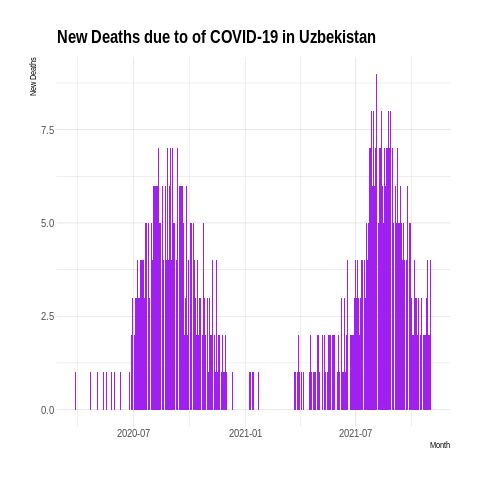 New Deaths due to of COVID-19 in Uzbekistan
New Deaths
7.5
5.0
2.5
0.0
2020-07 2021-01 2021-07
Month